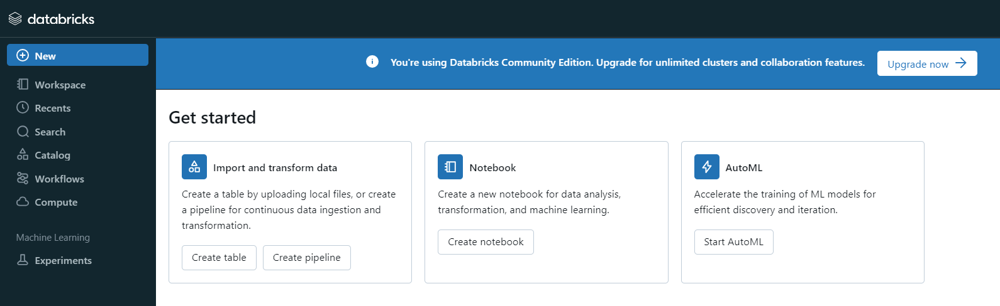 databricks
New
Workspace
Recents
Search
Catalog
Workflows
Compute
Machine Learning
Experiments
You're using Databricks Community Edition. Upgrade for unlimited clusters and collaboration features.
Upgrade now
Get started
Import and transform data
Create a table by uploading local files, or create
a pipeline for continuous data ingestion and
transformation.
Create table
Create pipeline
Notebook
Create a new notebook for data analysis,
transformation, and machine learning.
Create notebook
AutoML
Accelerate the training of ML models for
efficient discovery and iteration.
Start AutoML